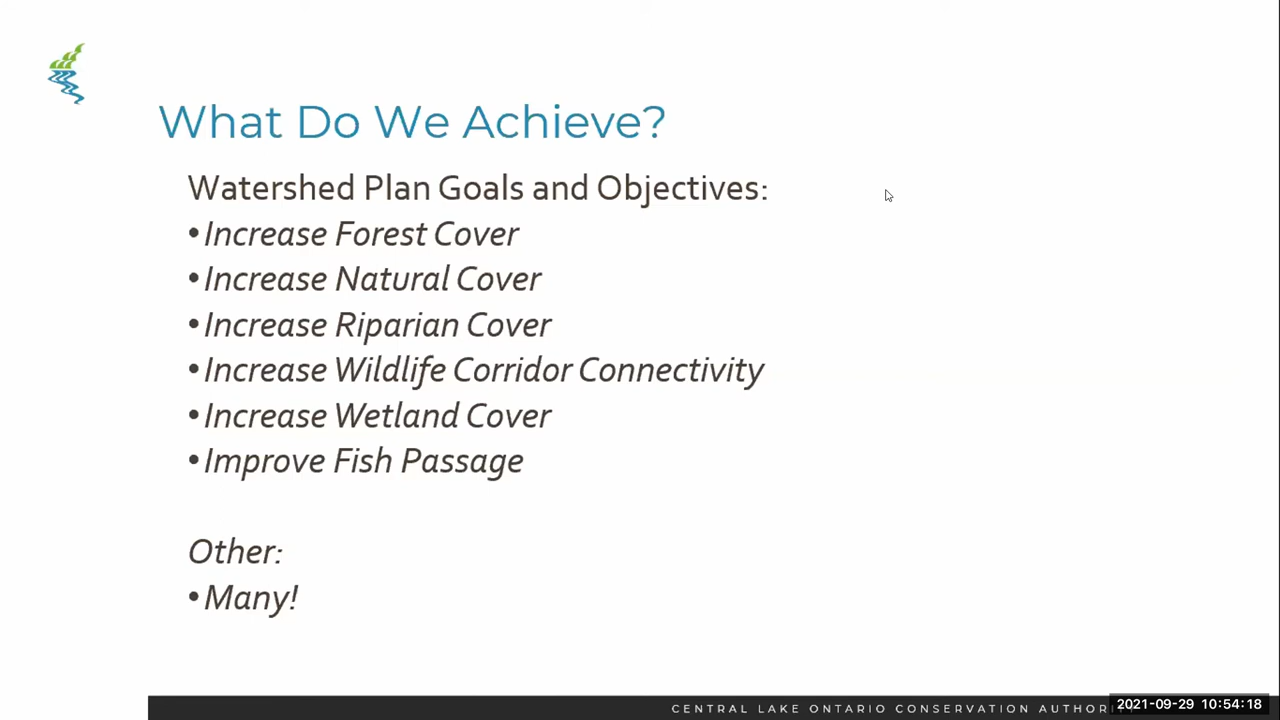 What Do We Achieve?
Watershed Plan Goals and Objectives:
•Increase Forest Cover
•Increase Natural Cover
•Increase Riparian Cover
•Increase Wildlife Corridor Connectivity
•Increase Wetland Cover
•Improve Fish Passage
Other:
•Many!
CENTRAL LAKE ONTARIO CONSERVATION
2021-09-29 10:54:18